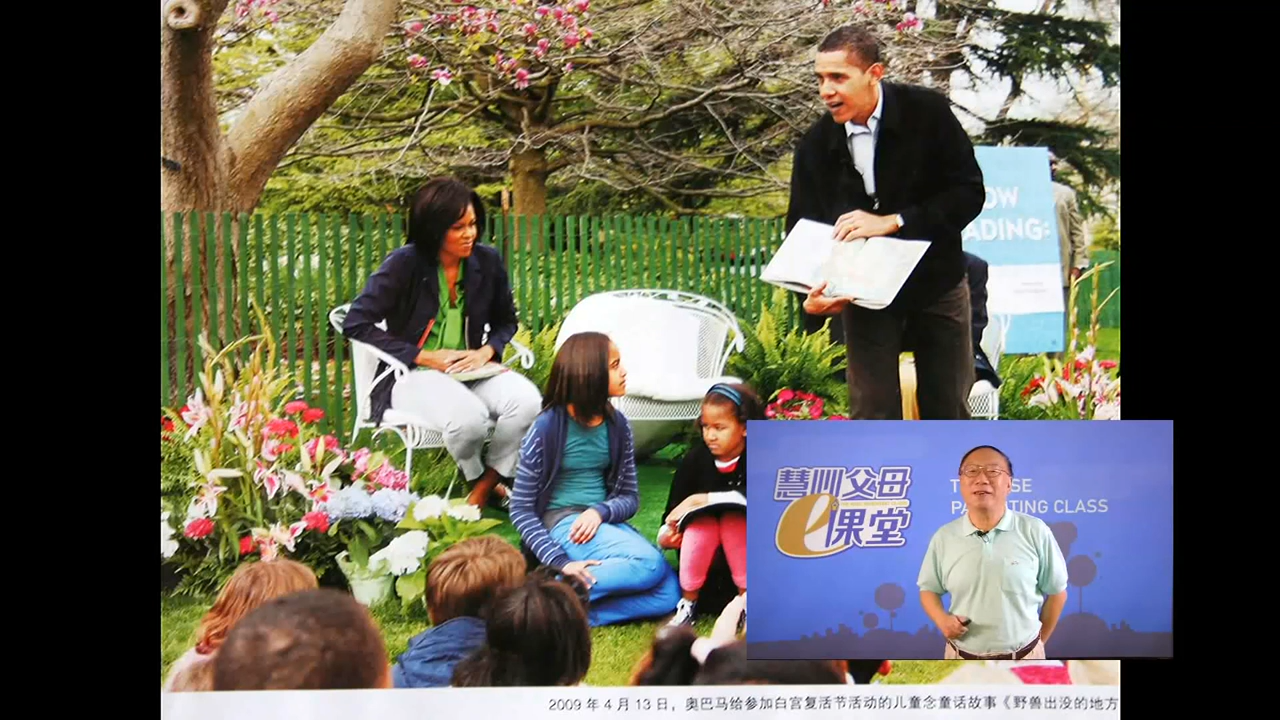 OW
ADING:
慧川父母
e课堂
T SE
PA NTING CLASS
2009 年 4 月 13 日，奥巴马给参加白宫复活节活动的儿童念童话故事《野兽出没的地方